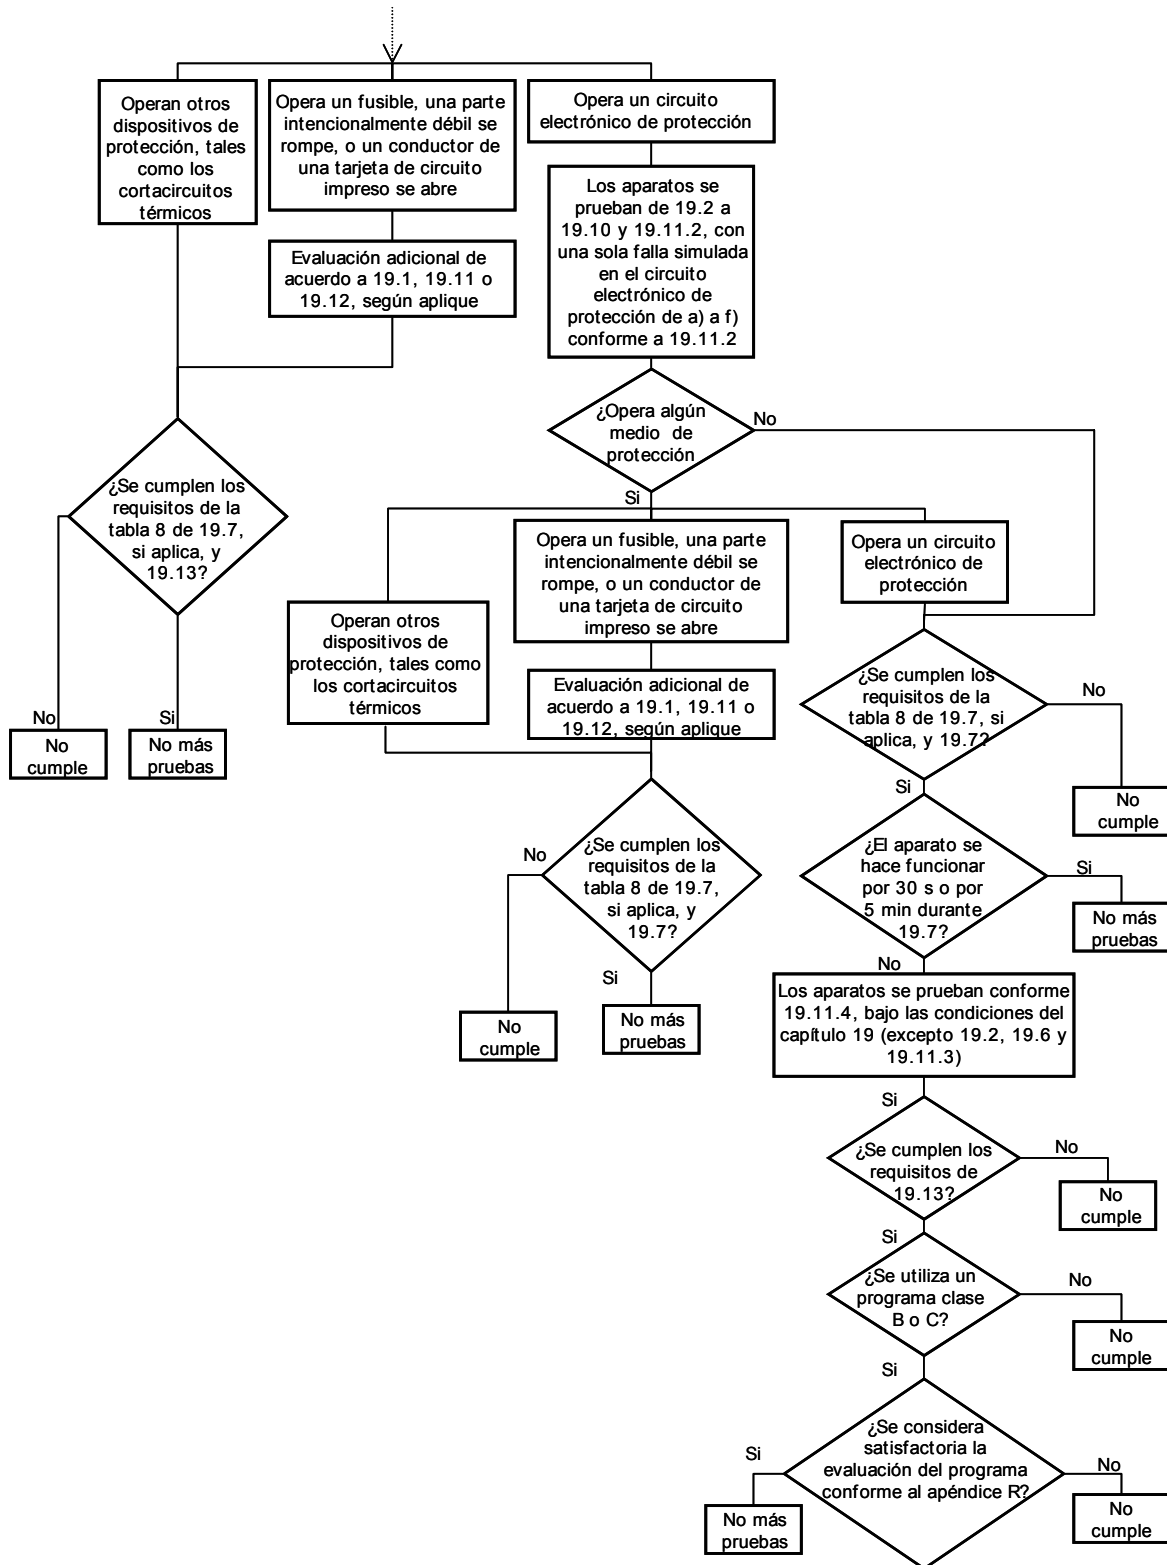 Operan otros
dispositivos de
protección, tales
como los
cortacircuitos
térmicos
Opera un fusible, una parte
intencionalmente débil se
rompe, o un conductor de
una tarjeta de circuito
impreso se abre
Opera un circuito
electrónico de protección
Evaluación adicional de
acuerdo a 19.1, 19.11 o
19.12, según aplique
Los aparatos se
prueban de 19.2 a
19.10 y 19.11.2, con
una sola falla simulada
en el circuito
electrónico de
protección de a) a f)
conforme a 19.11.2
¿Opera algún
medio de
protección
No
Si
¿Se cumplen los
requisitos de la
tabla 8 de 19.7,
si aplica, y
19.13?
No
Si
No
cumple
No más
pruebas
Operan otros
dispositivos de
protección, tales como
los cortacircuitos
térmicos
Opera un fusible, una parte
intencionalmente débil se
rompe, o un conductor de
una tarjeta de circuito
impreso se abre
Opera un circuito
electrónico de
protección
Evaluación adicional de
acuerdo a 19.1, 19.11 o
19.12, según aplique
¿Se cumplen los
requisitos de la
tabla 8 de 19.7,
si aplica, y
19.7?
No
Si
No
cumple
No más
pruebas
¿Se cumplen los
requisitos de la
tabla 8 de 19.7, si
aplica, y 19.7?
No
Si
No
cumple
¿El aparato se
hace funcionar
por 30 s o por
5 min durante
19.7?
Si
No
No más
pruebas
Los aparatos se prueban conforme
19.11.4, bajo las condiciones del
capítulo 19 (excepto 19.2, 19.6 y
19.11.3)
Si
¿Se cumplen los
requisitos de
19.13?
No
Si
No
cumple
¿Se utiliza un
programa clase
B o C?
No
Si
No
cumple
¿Se considera
satisfactoria la
evaluación del programa
conforme al apéndice R?
Si
No
No más
pruebas
No
cumple